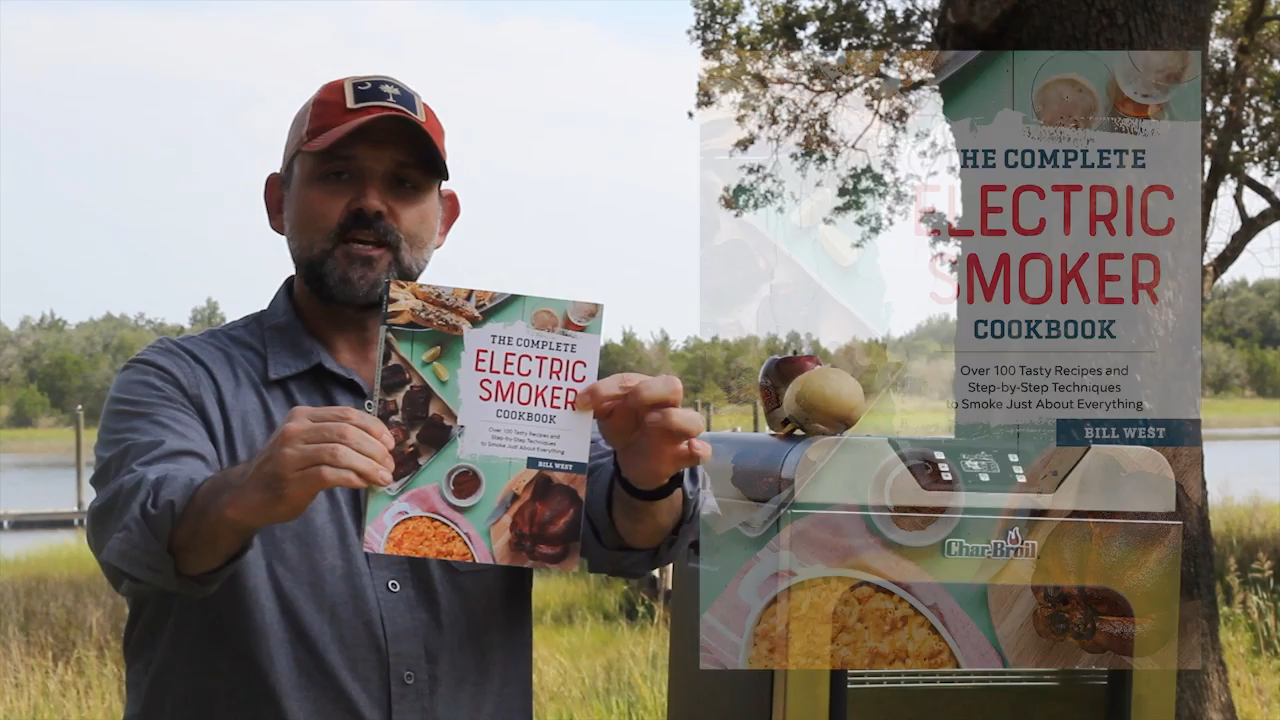 THE COMPLETE
ELECTRIC
SMOKER
COOKBOOK
Over 100 Tasty Recipes and
Step-by-Step Techniques
to Smoke Just About Everything
BILL WEST
THE COMPLETE
ELECTRIC
SMOKER
COOKBOOK
Over 100 Tasty Recipes and
Step-by-Step Techniques
to Smoke Just About Everything
BILL WEST
Char-Broil